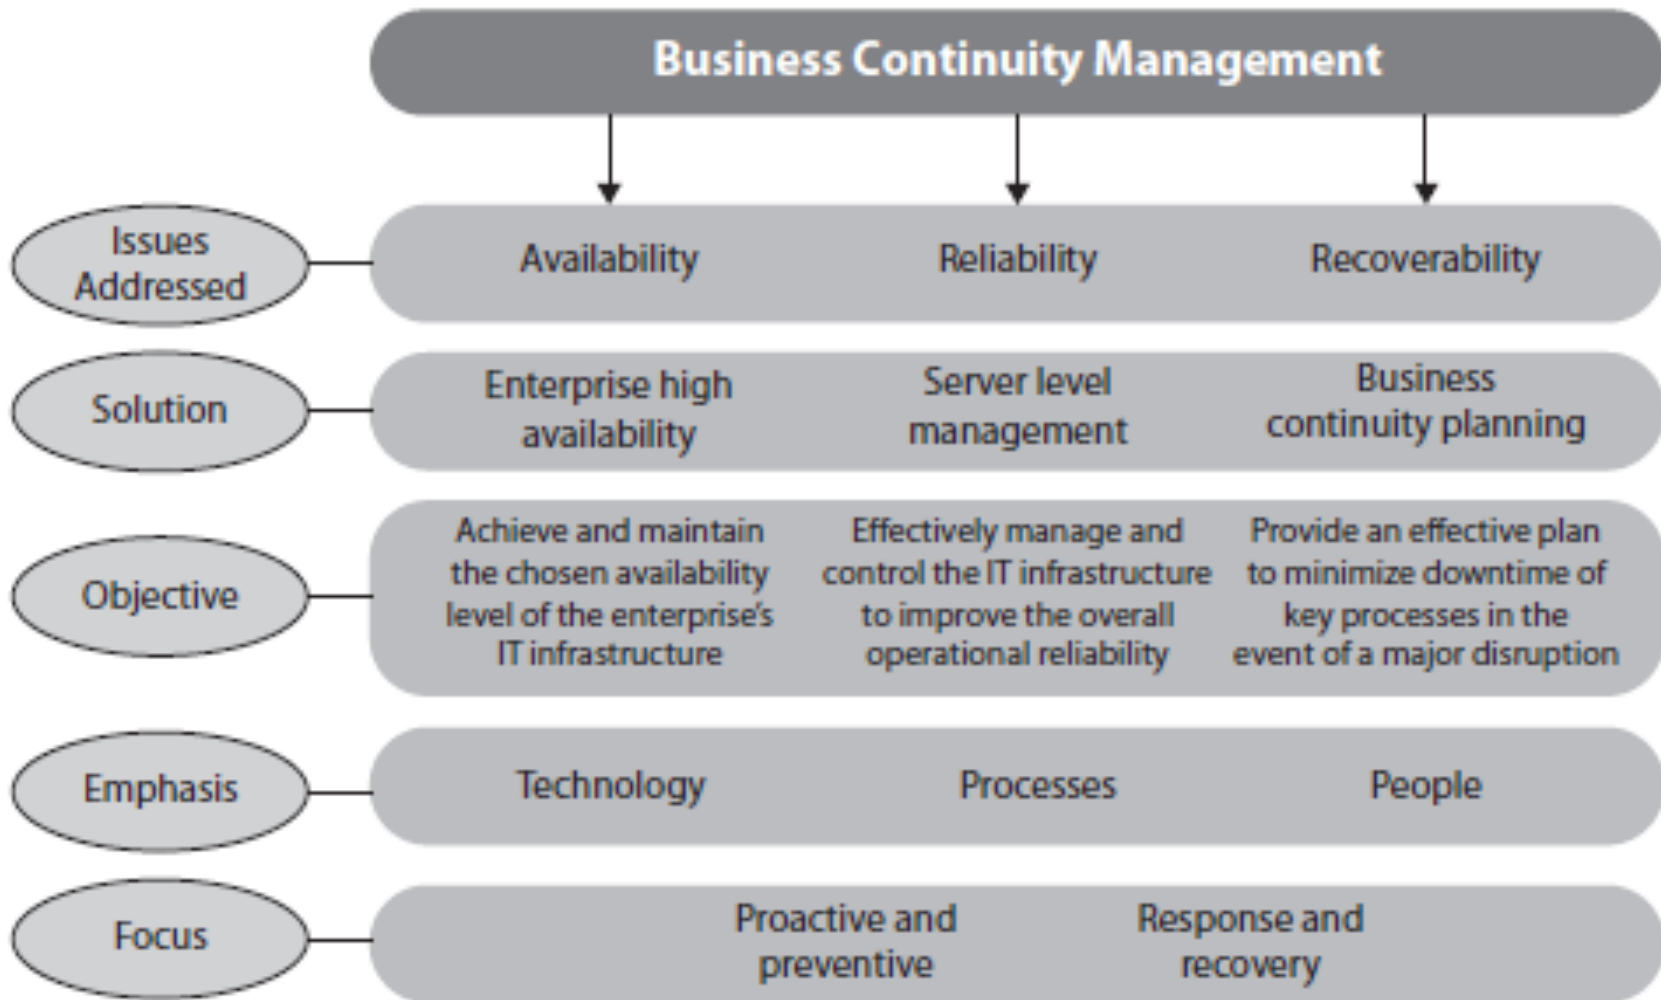 Business Continuity Management
Issues
Addressed
Availability
Reliability
Recoverability
Solution
Enterprise high
availability
Server level
management
Business
continuity planning
Objective
Achieve and maintain
the chosen availability
level of the enterprise's
IT infrastructure
Effectively manage and
control the IT infrastructure
to improve the overall
operational reliability
Provide an effective plan
to minimize downtime of
key processes in the
event of a major disruption
Emphasis
Technology
Processes
People
Focus
Proactive and
preventive
Response and
recovery